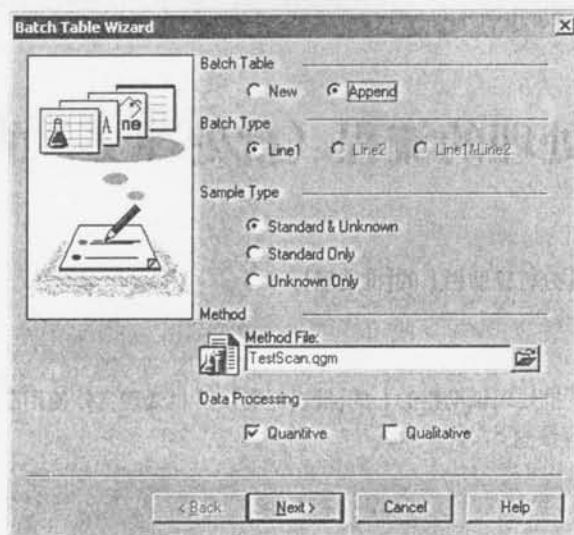 Batch Table Wizard
Batch Table
New Append
Batch Type
Line1 Line2 Line1&Line2
Sample Type
Standard & Unknown
Standard Only
Unknown Only
Method
Method File:
TestScan.qgm
Data Processing
Quantitve Qualitative
< Back Next > Cancel Help